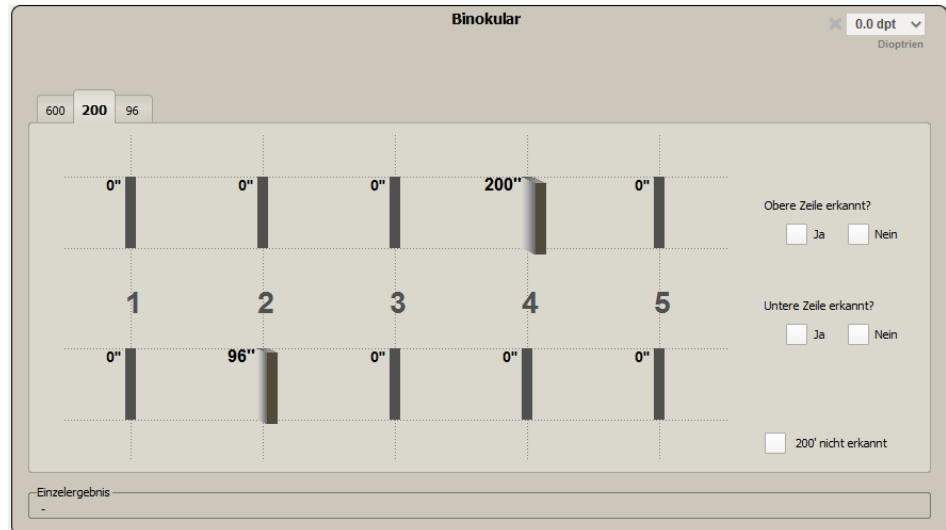 Binokular
0.0 dpt
Dioptrien
600 200 96
0" 0" 0" 200" 0"
Obere Zeile erkannt?
Ja Nein
1 2 3 4 5
Untere Zeile erkannt?
Ja Nein
0" 96" 0" 0" 0"
200' nicht erkannt
Einzelergebnis
-